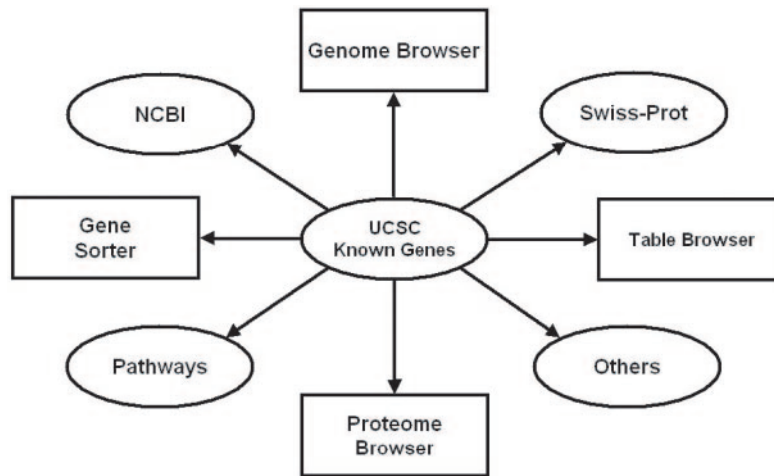 Genome Browser
NCBI
Swiss-Prot
Gene
Sorter
UCSC
Known Genes
Table Browser
Pathways
Others
Proteome
Browser